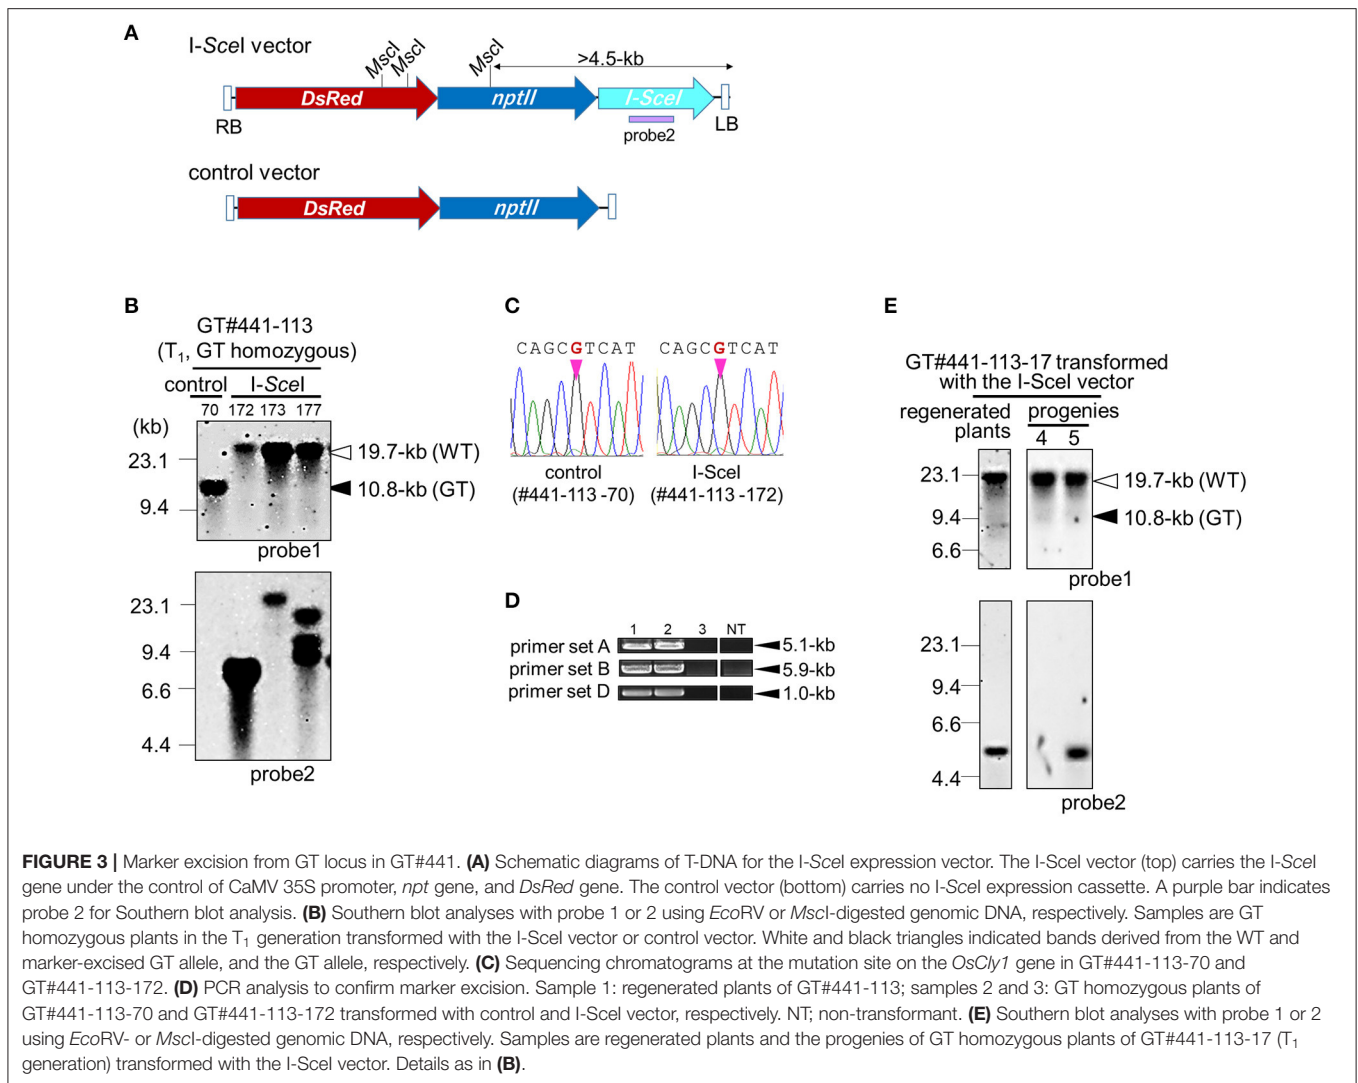 A
I-SceI vector
MscI MscI MscI
>4.5-kb
DsRed nptII I-SceI
RB LB
probe2
control vector
DsRed nptII
B
GT#441-113
(T1, GT homozygous)
control I-SceI
70 172 173 177
(kb)
23.1
9.4
19.7-kb (WT)
10.8-kb (GT)
probe1
23.1
9.4
6.6
4.4
probe2
C
CAGCGTCAT CAGCGTCAT
control I-SceI
(#441-113-70) (#441-113-172)
D
1 2 3 NT
primer set A 5.1-kb
primer set B 5.9-kb
primer set D 1.0-kb
E
GT#441-113-17 transformed
with the I-SceI vector
regenerated progenies
plants 4 5
23.1
9.4
6.6
19.7-kb (WT)
10.8-kb (GT)
probe1
23.1
9.4
6.6
4.4
probe2
FIGURE 3 | Marker excision from GT locus in GT#441. (A) Schematic diagrams of T-DNA for the I-SceI expression vector. The I-SceI vector (top) carries the I-SceI
gene under the control of CaMV 35S promoter, npt gene, and DsRed gene. The control vector (bottom) carries no I-SceI expression cassette. A purple bar indicates
probe 2 for Southern blot analysis. (B) Southern blot analyses with probe 1 or 2 using EcoRV or MscI-digested genomic DNA, respectively. Samples are GT
homozygous plants in the T1 generation transformed with the I-SceI vector or control vector. White and black triangles indicated bands derived from the WT and
marker-excised GT allele, and the GT allele, respectively. (C) Sequencing chromatograms at the mutation site on the OsCly1 gene in GT#441-113-70 and
GT#441-113-172. (D) PCR analysis to confirm marker excision. Sample 1: regenerated plants of GT#441-113; samples 2 and 3: GT homozygous plants of
GT#441-113-70 and GT#441-113-172 transformed with control and I-SceI vector, respectively. NT; non-transformant. (E) Southern blot analyses with probe 1 or 2
using EcoRV- or MscI-digested genomic DNA, respectively. Samples are regenerated plants and the progenies of GT homozygous plants of GT#441-113-17 (T1
generation) transformed with the I-SceI vector. Details as in (B).